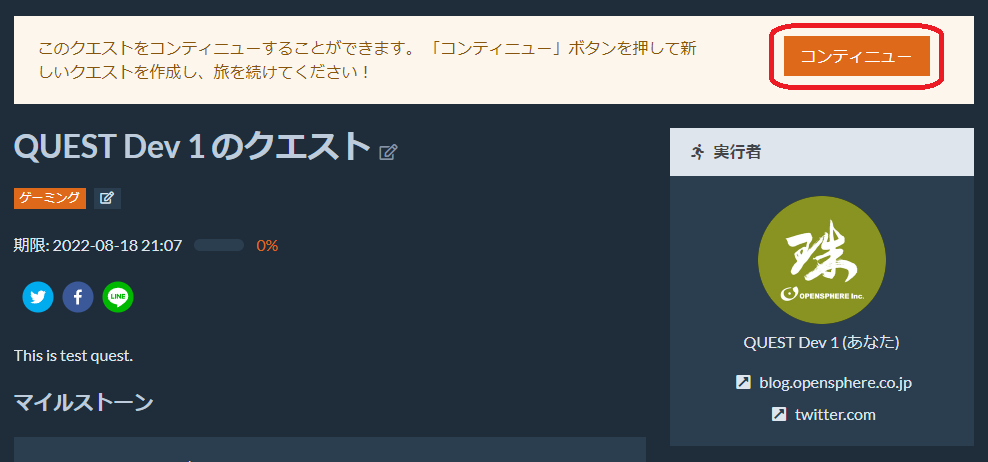 このクエストをコンティニューすることができます。「コンティニュー」ボタンを押して新
しいクエストを作成し、旅を続けてください！
コンティニュー
QUEST Dev 1 のクエスト
ゲーミング
期限: 2022-08-18 21:07 0%
LINE
This is test quest.
マイルストーン
実行者
珠
OPENSPHERE Inc.
QUEST Dev 1 (あなた)
blog.opensphere.co.jp
twitter.com